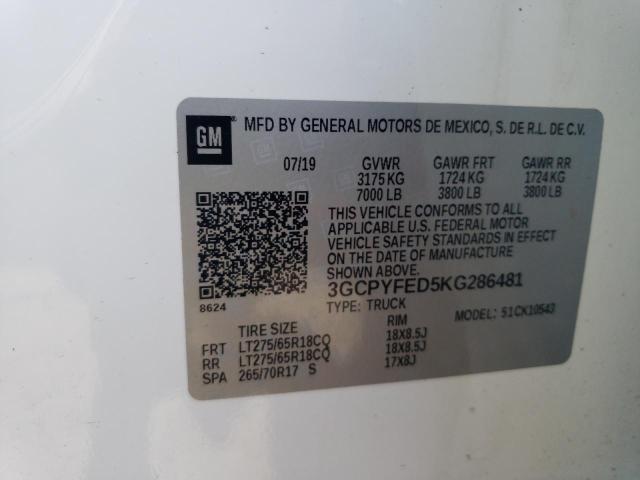 GM ® MFD BY GENERAL MOTORS DE MEXICO, S. DE R.L. DE C.V.
07/19 GVWR GAWR FRT GAWR RR
3175 KG 1724 KG 1724 KG
7000 LB 3800 LB 3800 LB
THIS VEHICLE CONFORMS TO ALL
APPLICABLE U.S. FEDERAL MOTOR
VEHICLE SAFETY STANDARDS IN EFFECT
ON THE DATE OF MANUFACTURE
SHOWN ABOVE.
3GCPYFED5KG286481
8624
TYPE: TRUCK MODEL: 51CK10543
TIRE SIZE RIM
FRT LT275/65R18CQ 18X8.5J
RR LT275/65R18CQ 18X8.5J
SPA 265/70R17 S 17X8J